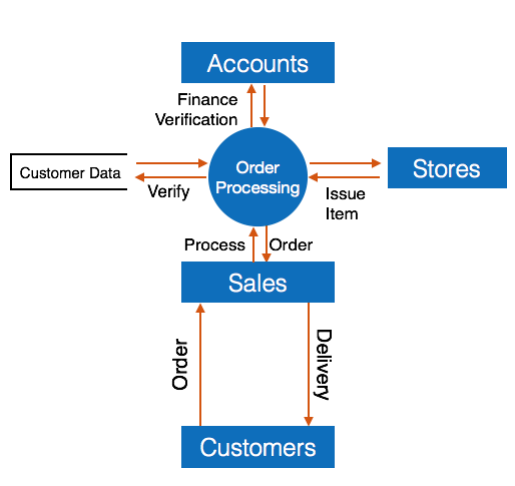 Accounts
Finance
Verification
Customer Data
Verify
Order
Processing
Stores
Issue
Item
Process
Order
Sales
Order
Delivery
Customers